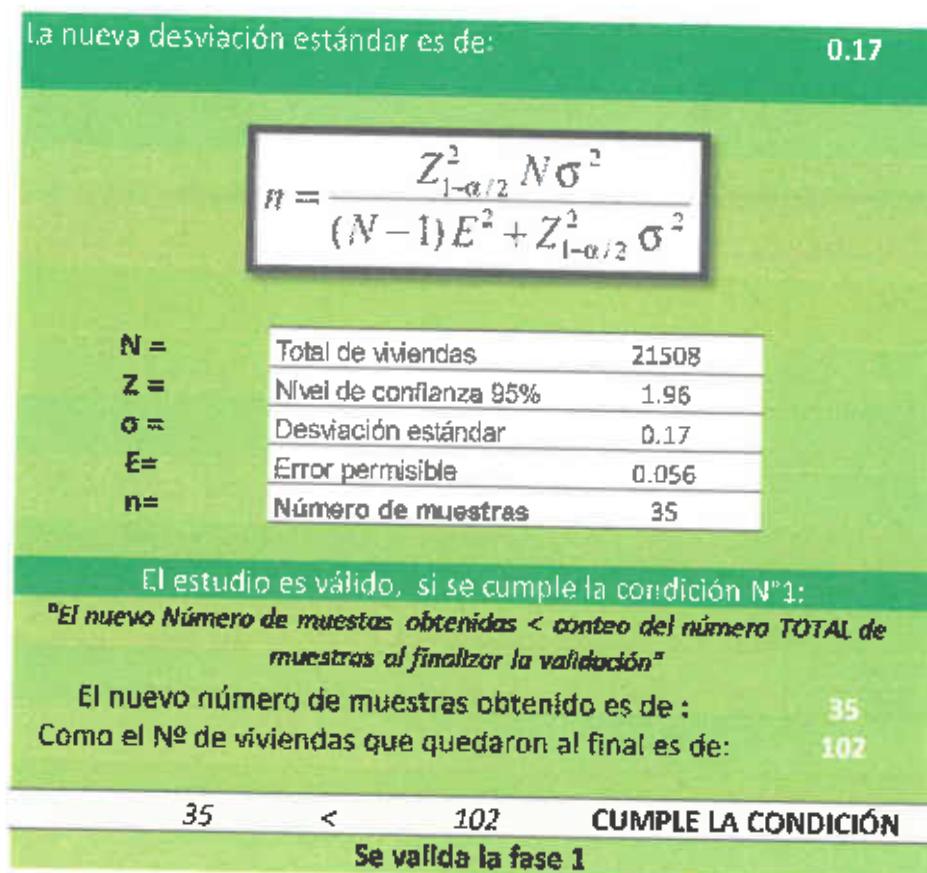 La nueva desviación estándar es de: 0.17
n = Z²₁₋α/₂ N σ² / (N − 1) E² + Z²₁₋α/₂ σ²
N = Total de viviendas 21508
Z = Nivel de confianza 95% 1.96
σ = Desviación estándar 0.17
E= Error permisible 0.056
n= Número de muestras 35
El estudio es válido, si se cumple la condición N°1:
"El nuevo Número de muestas obtenidas < conteo del número TOTAL de
muestras al finalizar la validación"
El nuevo número de muestras obtenido es de : 35
Como el Nº de viviendas que quedaron al final es de: 102
35 < 102 CUMPLE LA CONDICIÓN
Se valida la fase 1